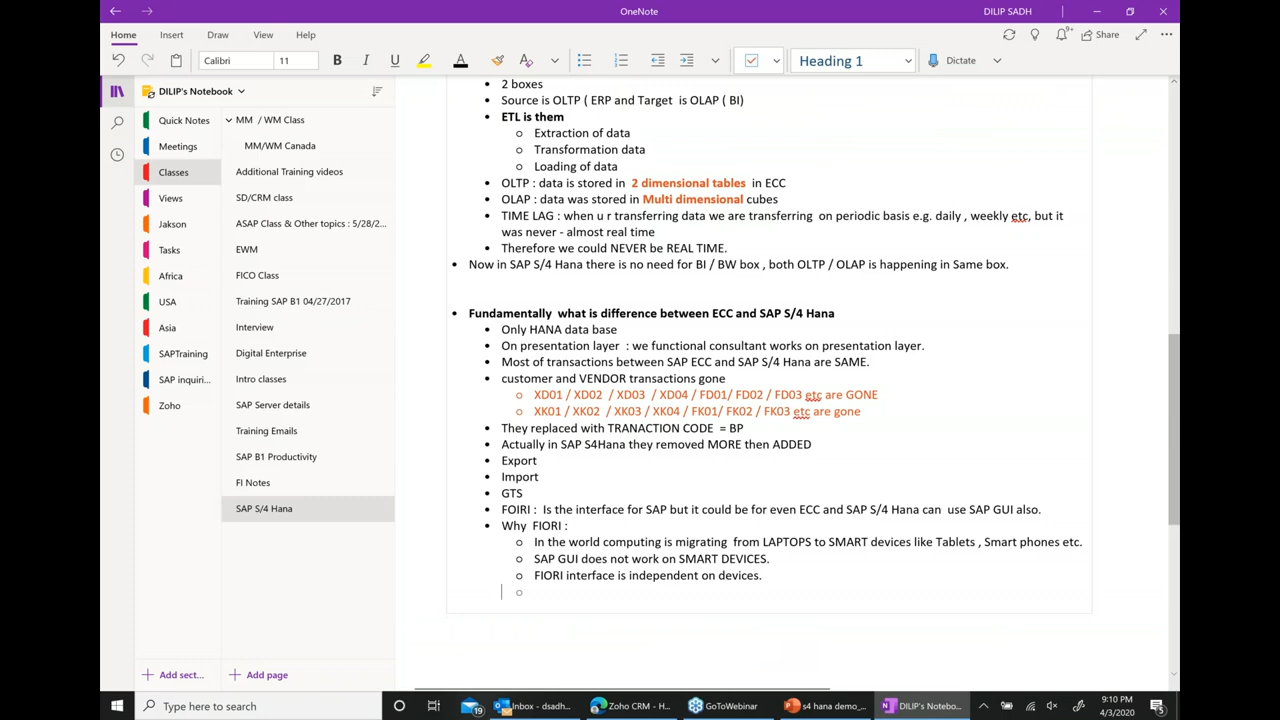 OneNote
DILIP SADH
Home
Insert
Draw
View
Help
9+
Share
Calibri
11
B
I
U
A
Heading 1
Dictate
DILIP's Notebook
Quick Notes
Meetings
Classes
Views
Jakson
Tasks
Africa
USA
Asia
SAPTraining
SAP inquiri...
Zoho
Add sect...
MM / WM Class
MM/WM Canada
Additional Training videos
SD/CRM class
ASAP Class & Other topics : 5/28/2...
EWM
FICO Class
Training SAP B1 04/27/2017
Interview
Digital Enterprise
Intro classes
SAP Server details
Training Emails
SAP B1 Productivity
FI Notes
SAP S/4 Hana
Add page
• 2 boxes
• Source is OLTP ( ERP and Target is OLAP ( BI)
• ETL is them
○ Extraction of data
○ Transformation data
○ Loading of data
• OLTP : data is stored in 2 dimensional tables in ECC
• OLAP : data was stored in Multi dimensional cubes
• TIME LAG : when u r transferring data we are transferring on periodic basis e.g. daily , weekly etc, but it
was never - almost real time
• Therefore we could NEVER be REAL TIME.
• Now in SAP S/4 Hana there is no need for BI / BW box , both OLTP / OLAP is happening in Same box.
• Fundamentally what is difference between ECC and SAP S/4 Hana
• Only HANA data base
• On presentation layer : we functional consultant works on presentation layer.
• Most of transactions between SAP ECC and SAP S/4 Hana are SAME.
• customer and VENDOR transactions gone
○ XD01 / XD02 / XD03 / XD04 / FD01/ FD02 / FD03 etc are GONE
○ XK01 / XK02 / XK03 / XK04 / FK01/ FK02 / FK03 etc are gone
• They replaced with TRANACTION CODE = BP
• Actually in SAP S4Hana they removed MORE then ADDED
• Export
• Import
• GTS
• FOIRI : Is the interface for SAP but it could be for even ECC and SAP S/4 Hana can use SAP GUI also.
• Why FIORI :
○ In the world computing is migrating from LAPTOPS to SMART devices like Tablets , Smart phones etc.
○ SAP GUI does not work on SMART DEVICES.
○ FIORI interface is independent on devices.
○
Type here to search
19
Inbox - dsadh...
Zoho CRM - H...
GoToWebinar
s4 hana demo_...
DILIP's Notebo...
9:10 PM
4/3/2020
5